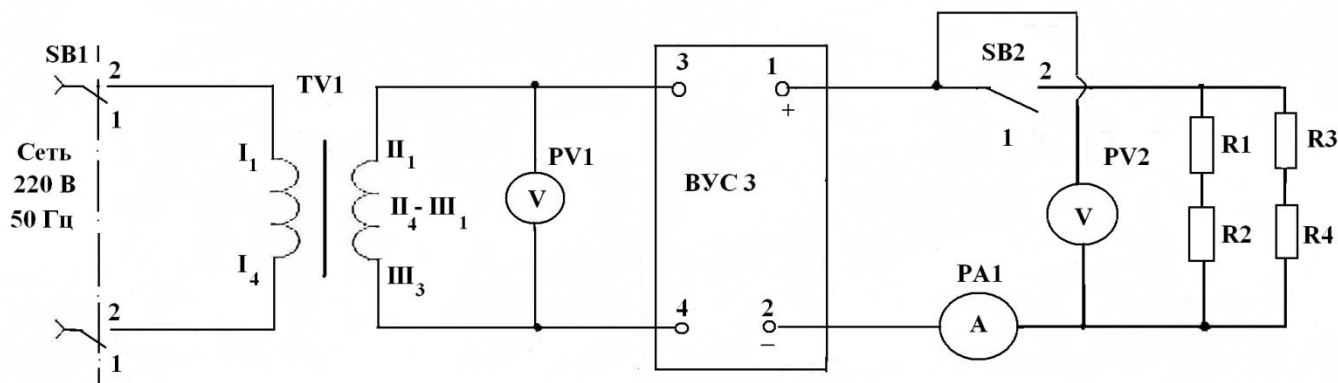 SB1
2
1
Сеть
220 В
50 Гц
2
1
TV1
I1
I4
II1
II4 - III1
III3
PV1
V
3
1
+
ВУС 3
4
2
–
SB2
2
1
PV2
V
PA1
A
R1
R2
R3
R4